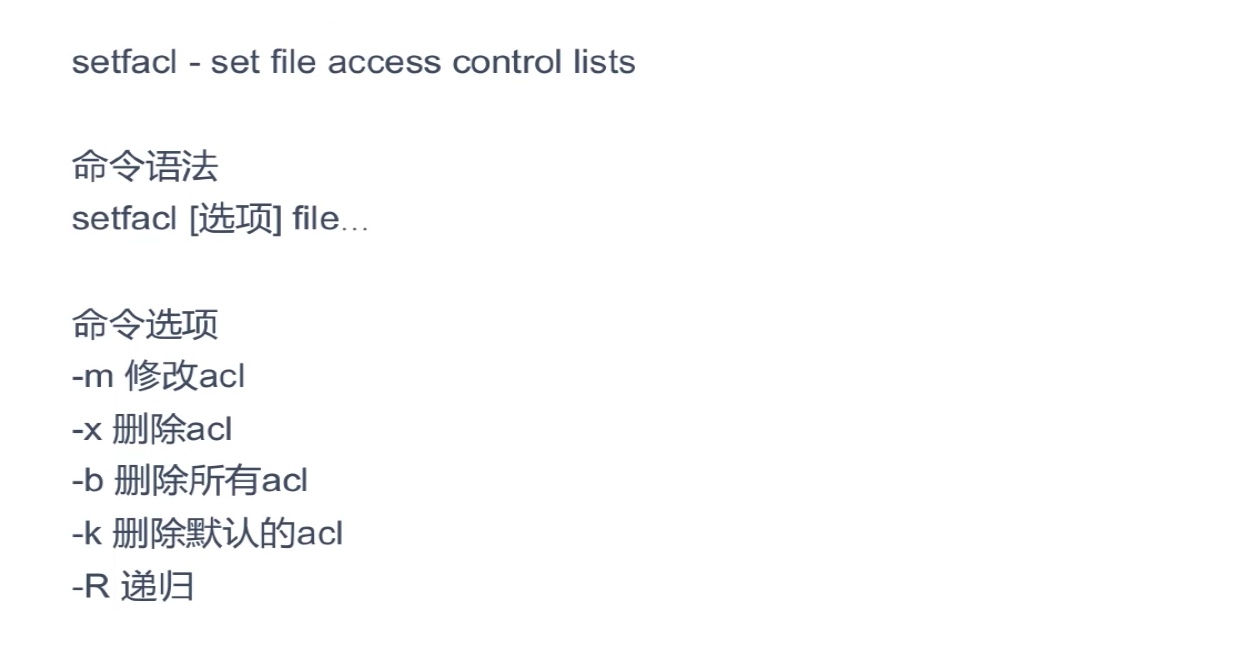 setfacl - set file access control lists
命令语法
setfacl [选项] file...
命令选项
-m 修改acl
-x 删除acl
-b 删除所有acl
-k 删除默认的acl
-R 递归